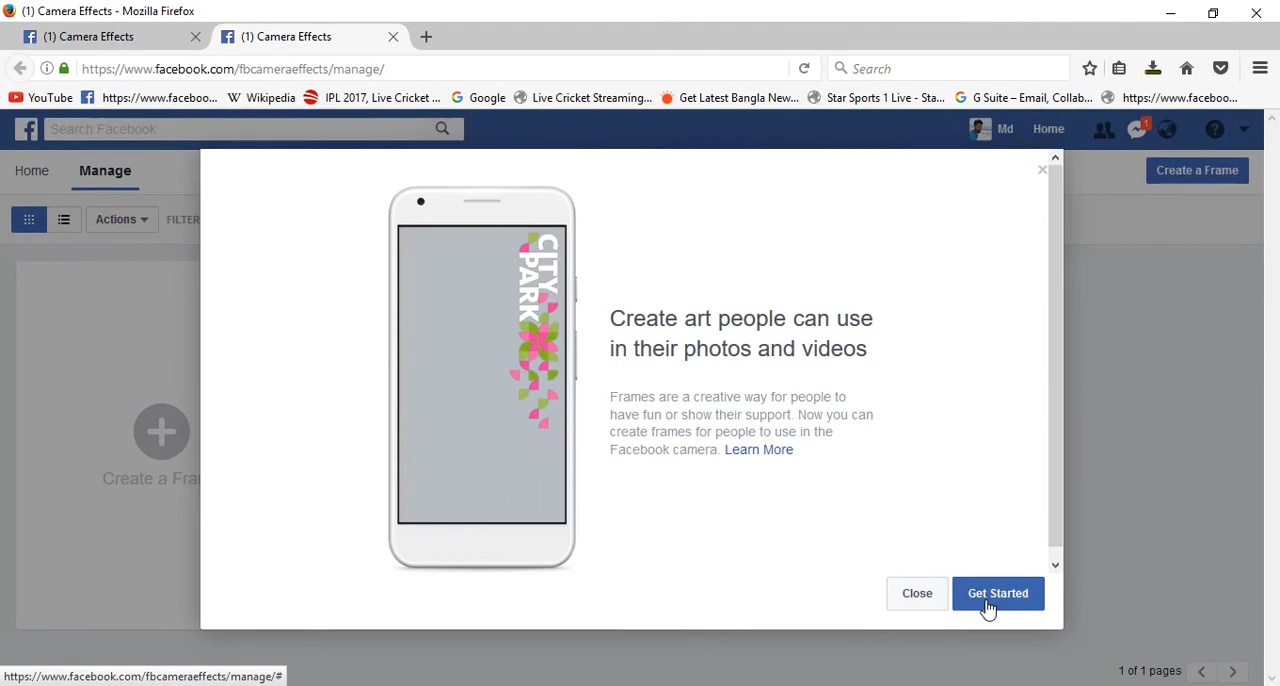 (1) Camera Effects - Mozilla Firefox
(1) Camera Effects
(1) Camera Effects
https://www.facebook.com/fbcameraeffects/manage/
Search
YouTube
https://www.faceboo...
Wikipedia
IPL 2017, Live Cricket ...
Google
Live Cricket Streaming...
Get Latest Bangla New...
Star Sports 1 Live - Sta...
G Suite – Email, Collab...
https://www.faceboo...
Search Facebook
Md
Home
1
Home
Manage
Create a Frame
Actions
FILTER
CITY
PARK
Create art people can use
in their photos and videos
Frames are a creative way for people to
have fun or show their support. Now you can
create frames for people to use in the
Facebook camera. Learn More
Create a Fra
Close
Get Started
1 of 1 pages
https://www.facebook.com/fbcameraeffects/manage/#